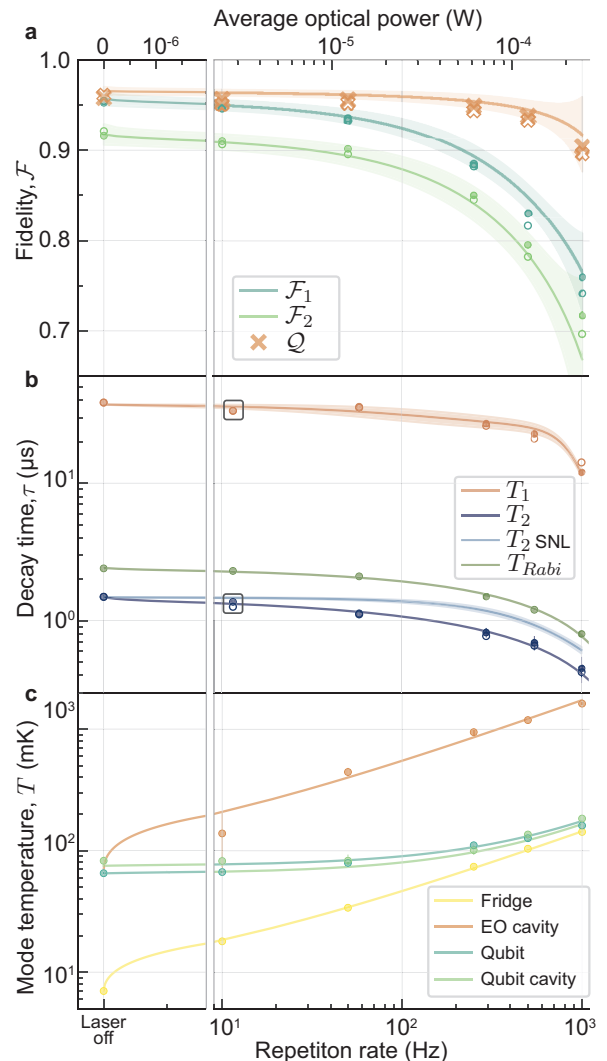 Average optical power (W)
a
0 10⁻⁶ 10⁻⁵ 10⁻⁴
1.0
0.9
0.8
0.7
Fidelity, ℱ
ℱ₁
ℱ₂
𝒬
b
10¹
10⁰
Decay time, τ (μs)
T₁
T₂
T₂ SNL
T_Rabi
c
10³
10²
10¹
Mode temperature, T (mK)
Fridge
EO cavity
Qubit
Qubit cavity
Laser off
10¹ 10² 10³
Repetiton rate (Hz)